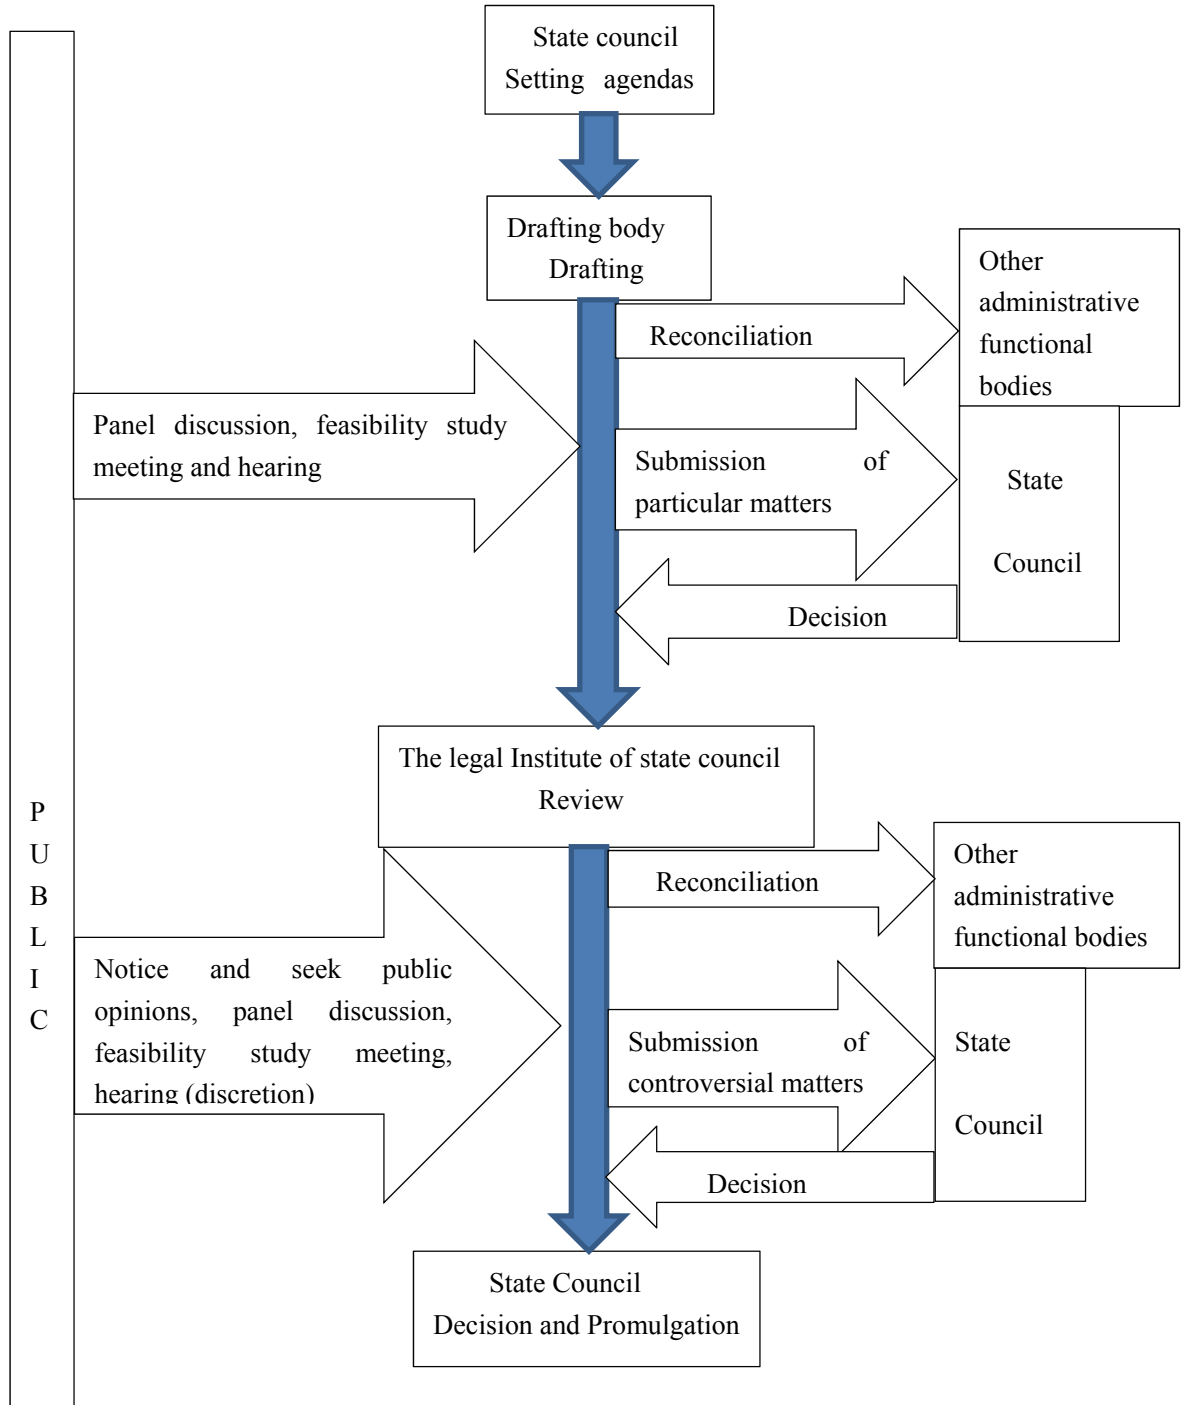 State council
Setting agendas
Drafting body
Drafting
Other
administrative
functional
bodies
Reconciliation
Panel discussion, feasibility study
meeting and hearing
Submission of
particular matters
State
Council
Decision
The legal Institute of state council
Review
P
U
B
L
I
C
Other
administrative
functional bodies
Reconciliation
Notice and seek public
opinions, panel discussion,
feasibility study meeting,
hearing (discretion)
Submission of
controversial matters
State
Council
Decision
State Council
Decision and Promulgation